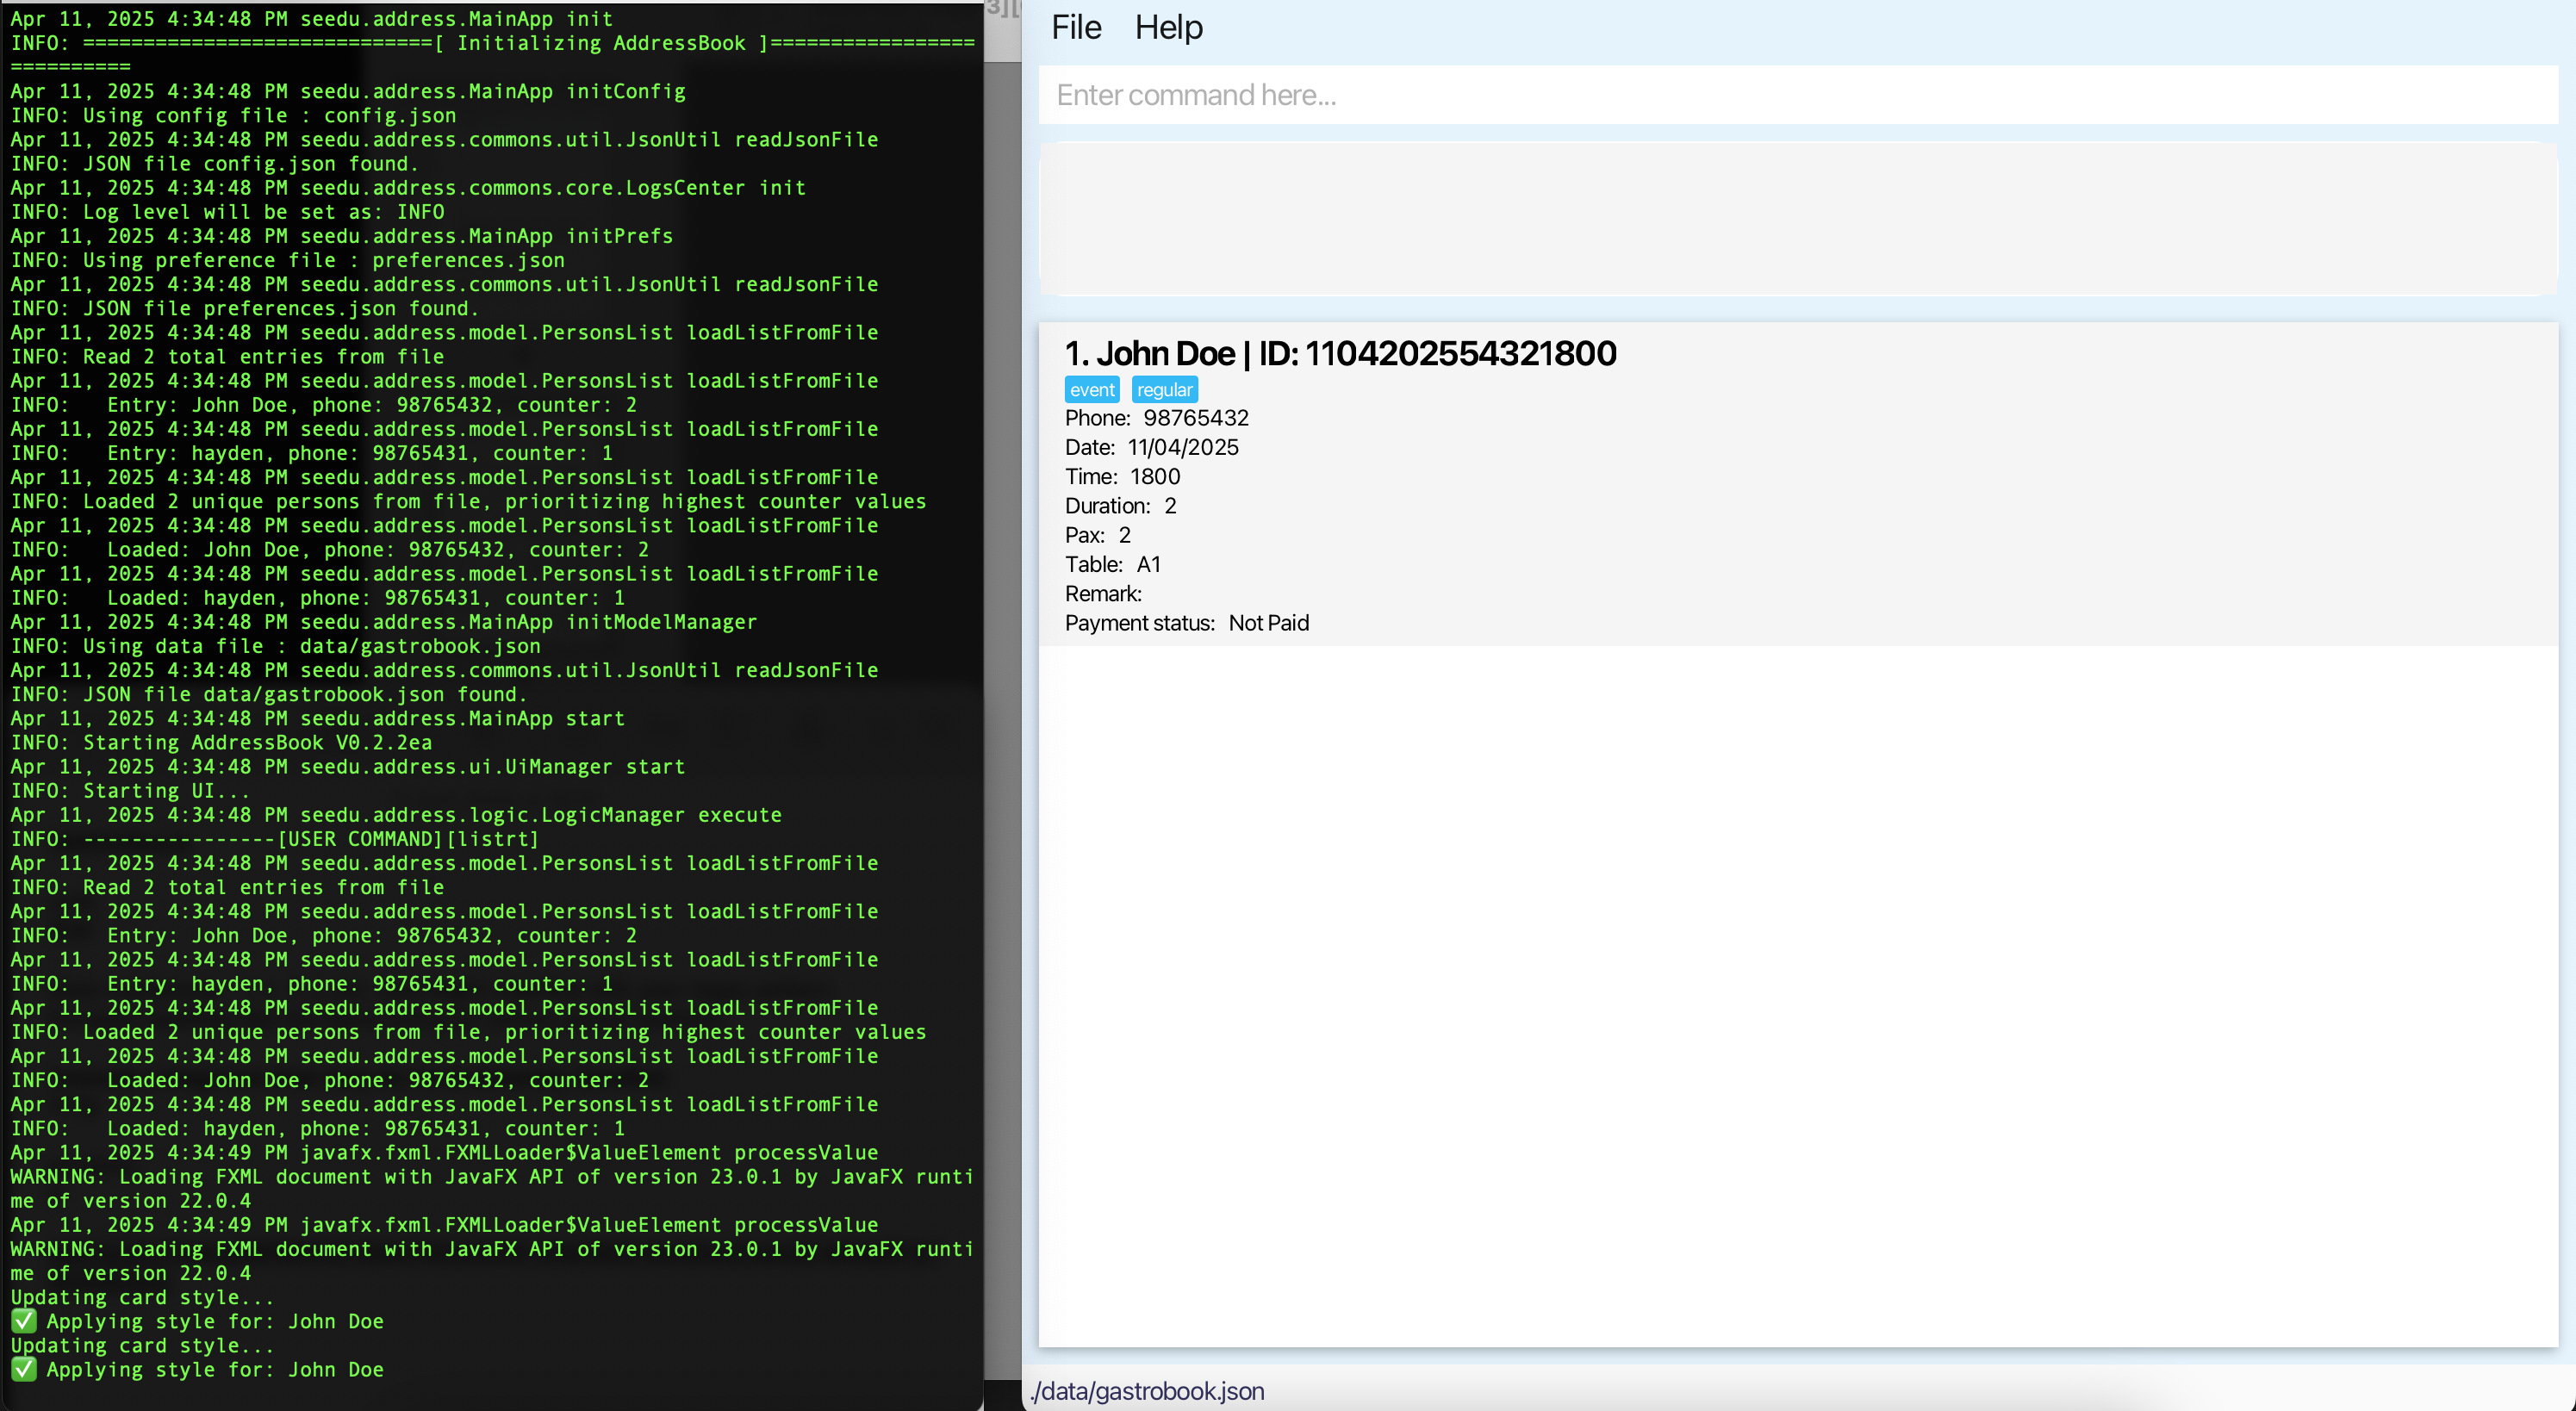 Apr 11, 2025 4:34:48 PM seedu.address.MainApp init
INFO: =============================[ Initializing AddressBook ]=================
==========
Apr 11, 2025 4:34:48 PM seedu.address.MainApp initConfig
INFO: Using config file : config.json
Apr 11, 2025 4:34:48 PM seedu.address.commons.util.JsonUtil readJsonFile
INFO: JSON file config.json found.
Apr 11, 2025 4:34:48 PM seedu.address.commons.core.LogsCenter init
INFO: Log level will be set as: INFO
Apr 11, 2025 4:34:48 PM seedu.address.MainApp initPrefs
INFO: Using preference file : preferences.json
Apr 11, 2025 4:34:48 PM seedu.address.commons.util.JsonUtil readJsonFile
INFO: JSON file preferences.json found.
Apr 11, 2025 4:34:48 PM seedu.address.model.PersonsList loadListFromFile
INFO: Read 2 total entries from file
Apr 11, 2025 4:34:48 PM seedu.address.model.PersonsList loadListFromFile
INFO:   Entry: John Doe, phone: 98765432, counter: 2
Apr 11, 2025 4:34:48 PM seedu.address.model.PersonsList loadListFromFile
INFO:   Entry: hayden, phone: 98765431, counter: 1
Apr 11, 2025 4:34:48 PM seedu.address.model.PersonsList loadListFromFile
INFO: Loaded 2 unique persons from file, prioritizing highest counter values
Apr 11, 2025 4:34:48 PM seedu.address.model.PersonsList loadListFromFile
INFO:   Loaded: John Doe, phone: 98765432, counter: 2
Apr 11, 2025 4:34:48 PM seedu.address.model.PersonsList loadListFromFile
INFO:   Loaded: hayden, phone: 98765431, counter: 1
Apr 11, 2025 4:34:48 PM seedu.address.MainApp initModelManager
INFO: Using data file : data/gastrobook.json
Apr 11, 2025 4:34:48 PM seedu.address.commons.util.JsonUtil readJsonFile
INFO: JSON file data/gastrobook.json found.
Apr 11, 2025 4:34:48 PM seedu.address.MainApp start
INFO: Starting AddressBook V0.2.2ea
Apr 11, 2025 4:34:48 PM seedu.address.ui.UiManager start
INFO: Starting UI...
Apr 11, 2025 4:34:48 PM seedu.address.logic.LogicManager execute
INFO: ----------------[USER COMMAND][listrt]
Apr 11, 2025 4:34:48 PM seedu.address.model.PersonsList loadListFromFile
INFO: Read 2 total entries from file
Apr 11, 2025 4:34:48 PM seedu.address.model.PersonsList loadListFromFile
INFO:   Entry: John Doe, phone: 98765432, counter: 2
Apr 11, 2025 4:34:48 PM seedu.address.model.PersonsList loadListFromFile
INFO:   Entry: hayden, phone: 98765431, counter: 1
Apr 11, 2025 4:34:48 PM seedu.address.model.PersonsList loadListFromFile
INFO: Loaded 2 unique persons from file, prioritizing highest counter values
Apr 11, 2025 4:34:48 PM seedu.address.model.PersonsList loadListFromFile
INFO:   Loaded: John Doe, phone: 98765432, counter: 2
Apr 11, 2025 4:34:48 PM seedu.address.model.PersonsList loadListFromFile
INFO:   Loaded: hayden, phone: 98765431, counter: 1
Apr 11, 2025 4:34:49 PM javafx.fxml.FXMLLoader$ValueElement processValue
WARNING: Loading FXML document with JavaFX API of version 23.0.1 by JavaFX runti
me of version 22.0.4
Apr 11, 2025 4:34:49 PM javafx.fxml.FXMLLoader$ValueElement processValue
WARNING: Loading FXML document with JavaFX API of version 23.0.1 by JavaFX runti
me of version 22.0.4
Updating card style...
✅ Applying style for: John Doe
Updating card style...
✅ Applying style for: John Doe
3][
File Help
Enter command here...
1. John Doe | ID: 1104202554321800
event regular
Phone: 98765432
Date: 11/04/2025
Time: 1800
Duration: 2
Pax: 2
Table: A1
Remark:
Payment status: Not Paid
./data/gastrobook.json